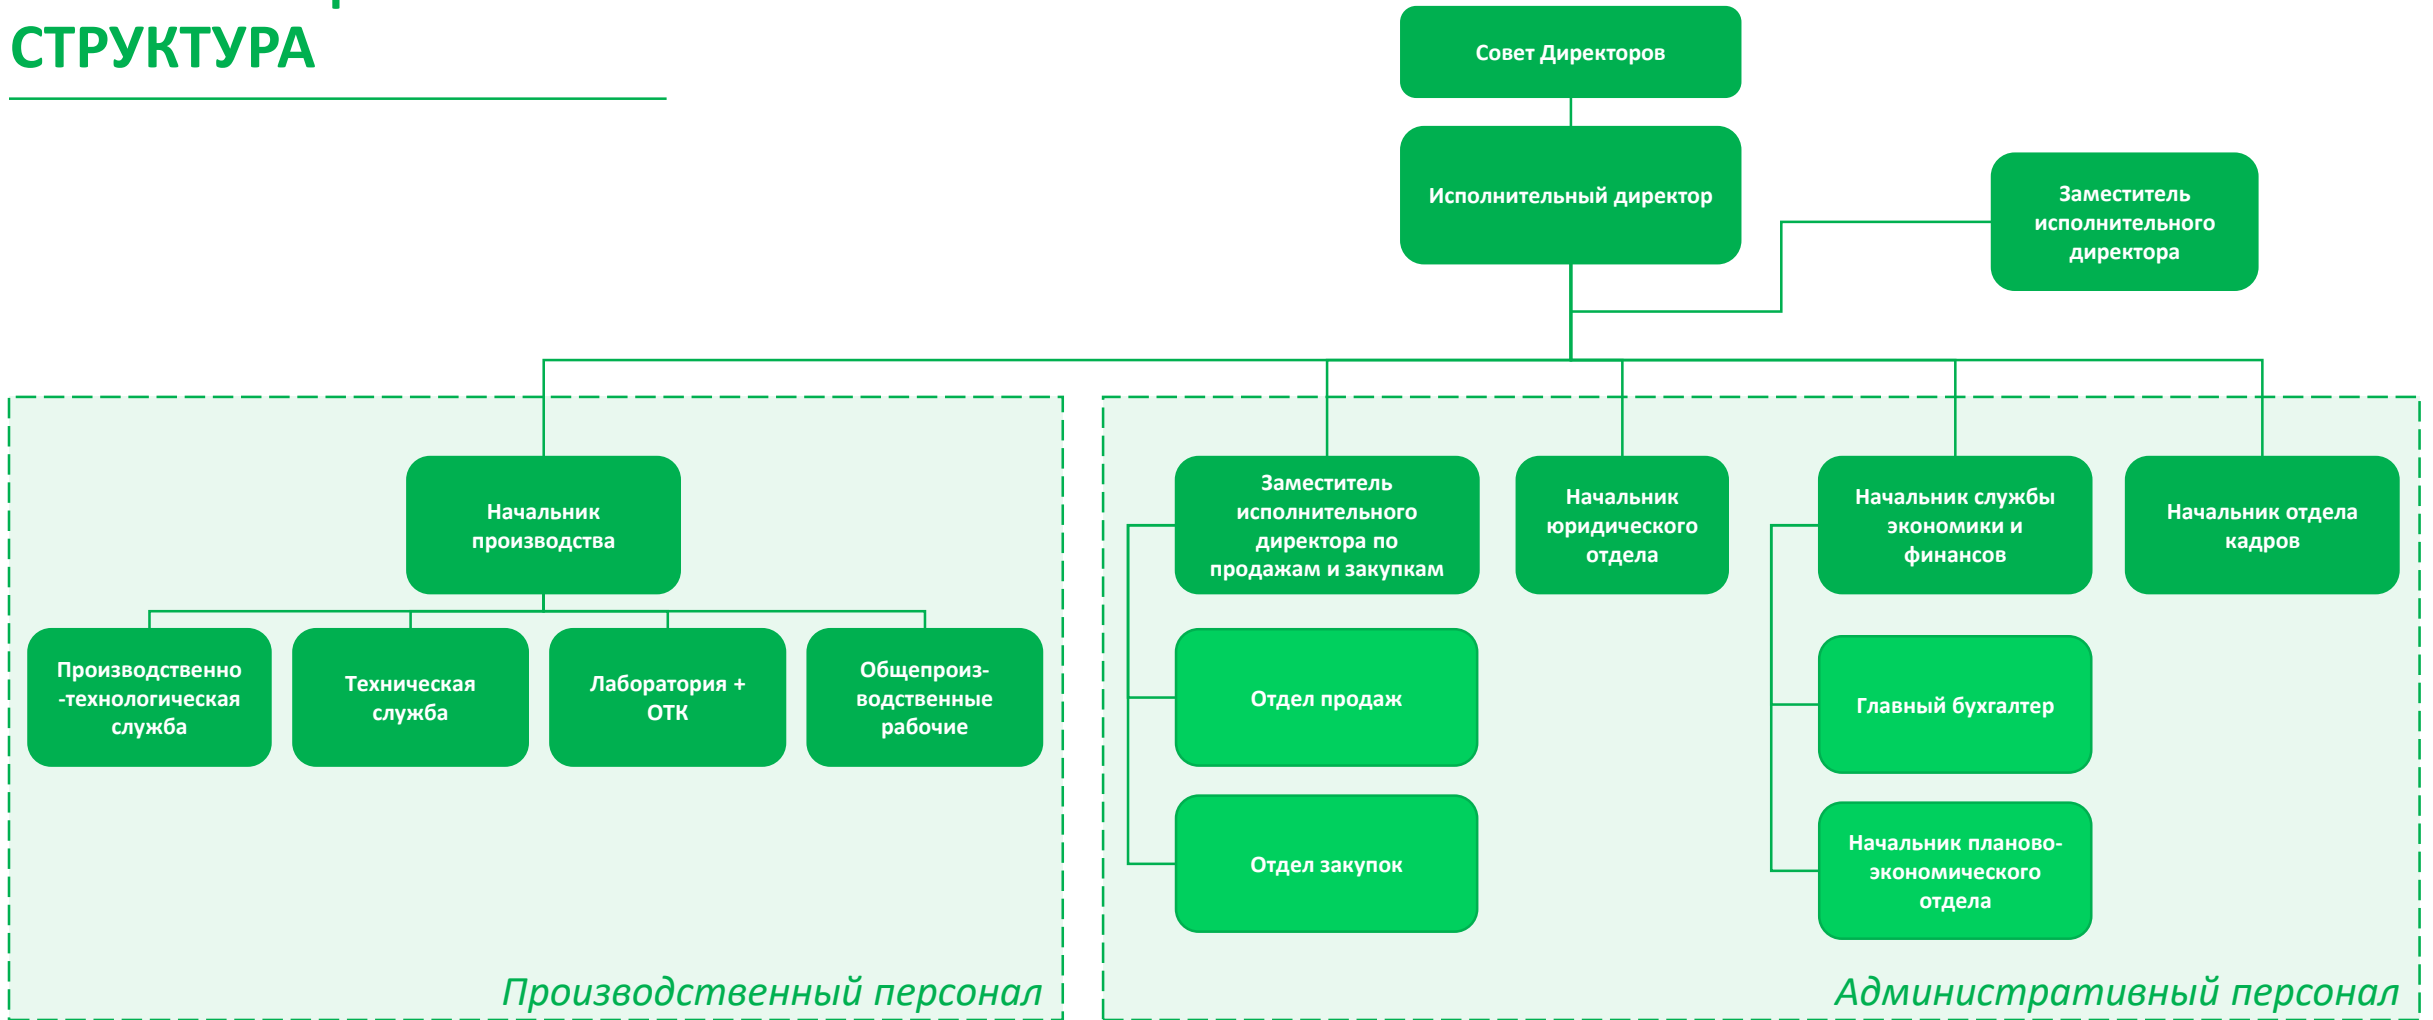 СТРУКТУРА
Совет Директоров
Исполнительный директор
Заместитель
исполнительного
директора
Начальник
производства
Производственно
-технологическая
служба
Техническая
служба
Лаборатория +
ОТК
Общепроиз-
водственные
рабочие
Производственный персонал
Заместитель
исполнительного
директора по
продажам и закупкам
Отдел продаж
Отдел закупок
Начальник
юридического
отдела
Начальник службы
экономики и
финансов
Главный бухгалтер
Начальник планово-
экономического
отдела
Начальник отдела
кадров
Административный персонал